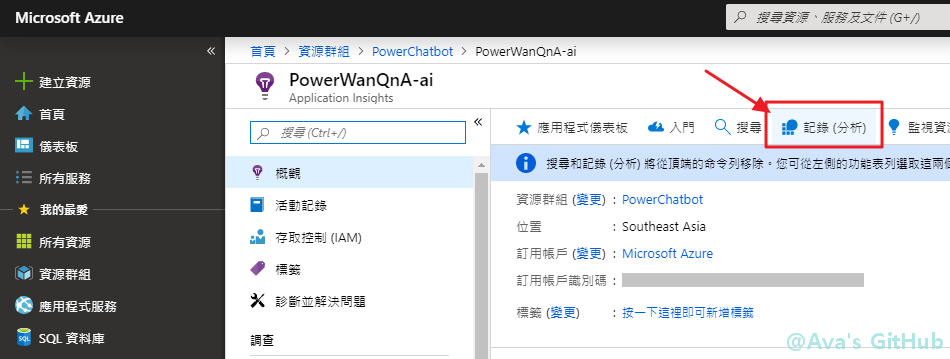 Microsoft Azure
搜尋資源、服務及文件 (G+/)
«
建立資源
首頁
儀表板
所有服務
我的最愛
所有資源
資源群組
應用程式服務
SQL 資料庫
首頁 > 資源群組 > PowerChatbot > PowerWanQnA-ai
PowerWanQnA-ai
Application Insights
搜尋 (Ctrl+/)
«
概觀
活動記錄
存取控制 (IAM)
標籤
診斷並解決問題
調查
應用程式儀表板 入門 搜尋 記錄 (分析) 監視資
搜尋和記錄 (分析) 將從頂端的命令列移除。您可從左側的功能表列選取這兩個
資源群組 (變更) : PowerChatbot
位置 : Southeast Asia
訂用帳戶 (變更) : Microsoft Azure
訂用帳戶識別碼 :
標籤 (變更) : 按一下這裡即可新增標籤
@Ava's GitHub